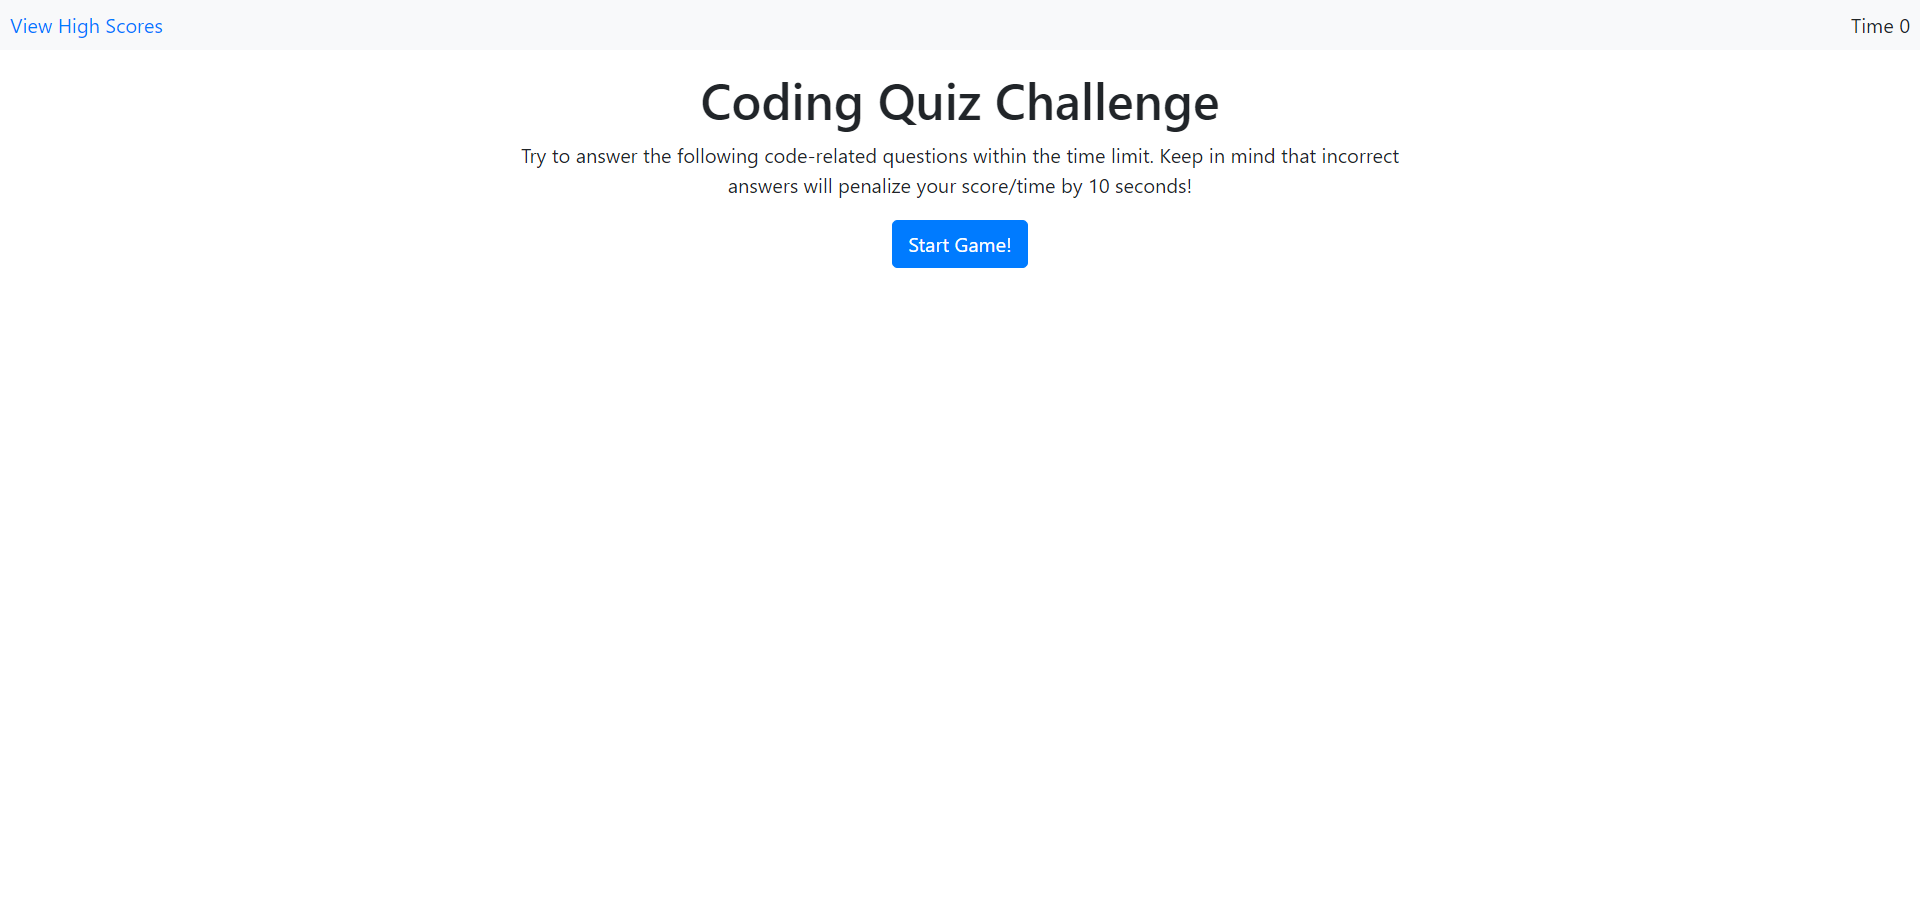 View High Scores
Time 0
Coding Quiz Challenge
Try to answer the following code-related questions within the time limit. Keep in mind that incorrect
answers will penalize your score/time by 10 seconds!
Start Game!